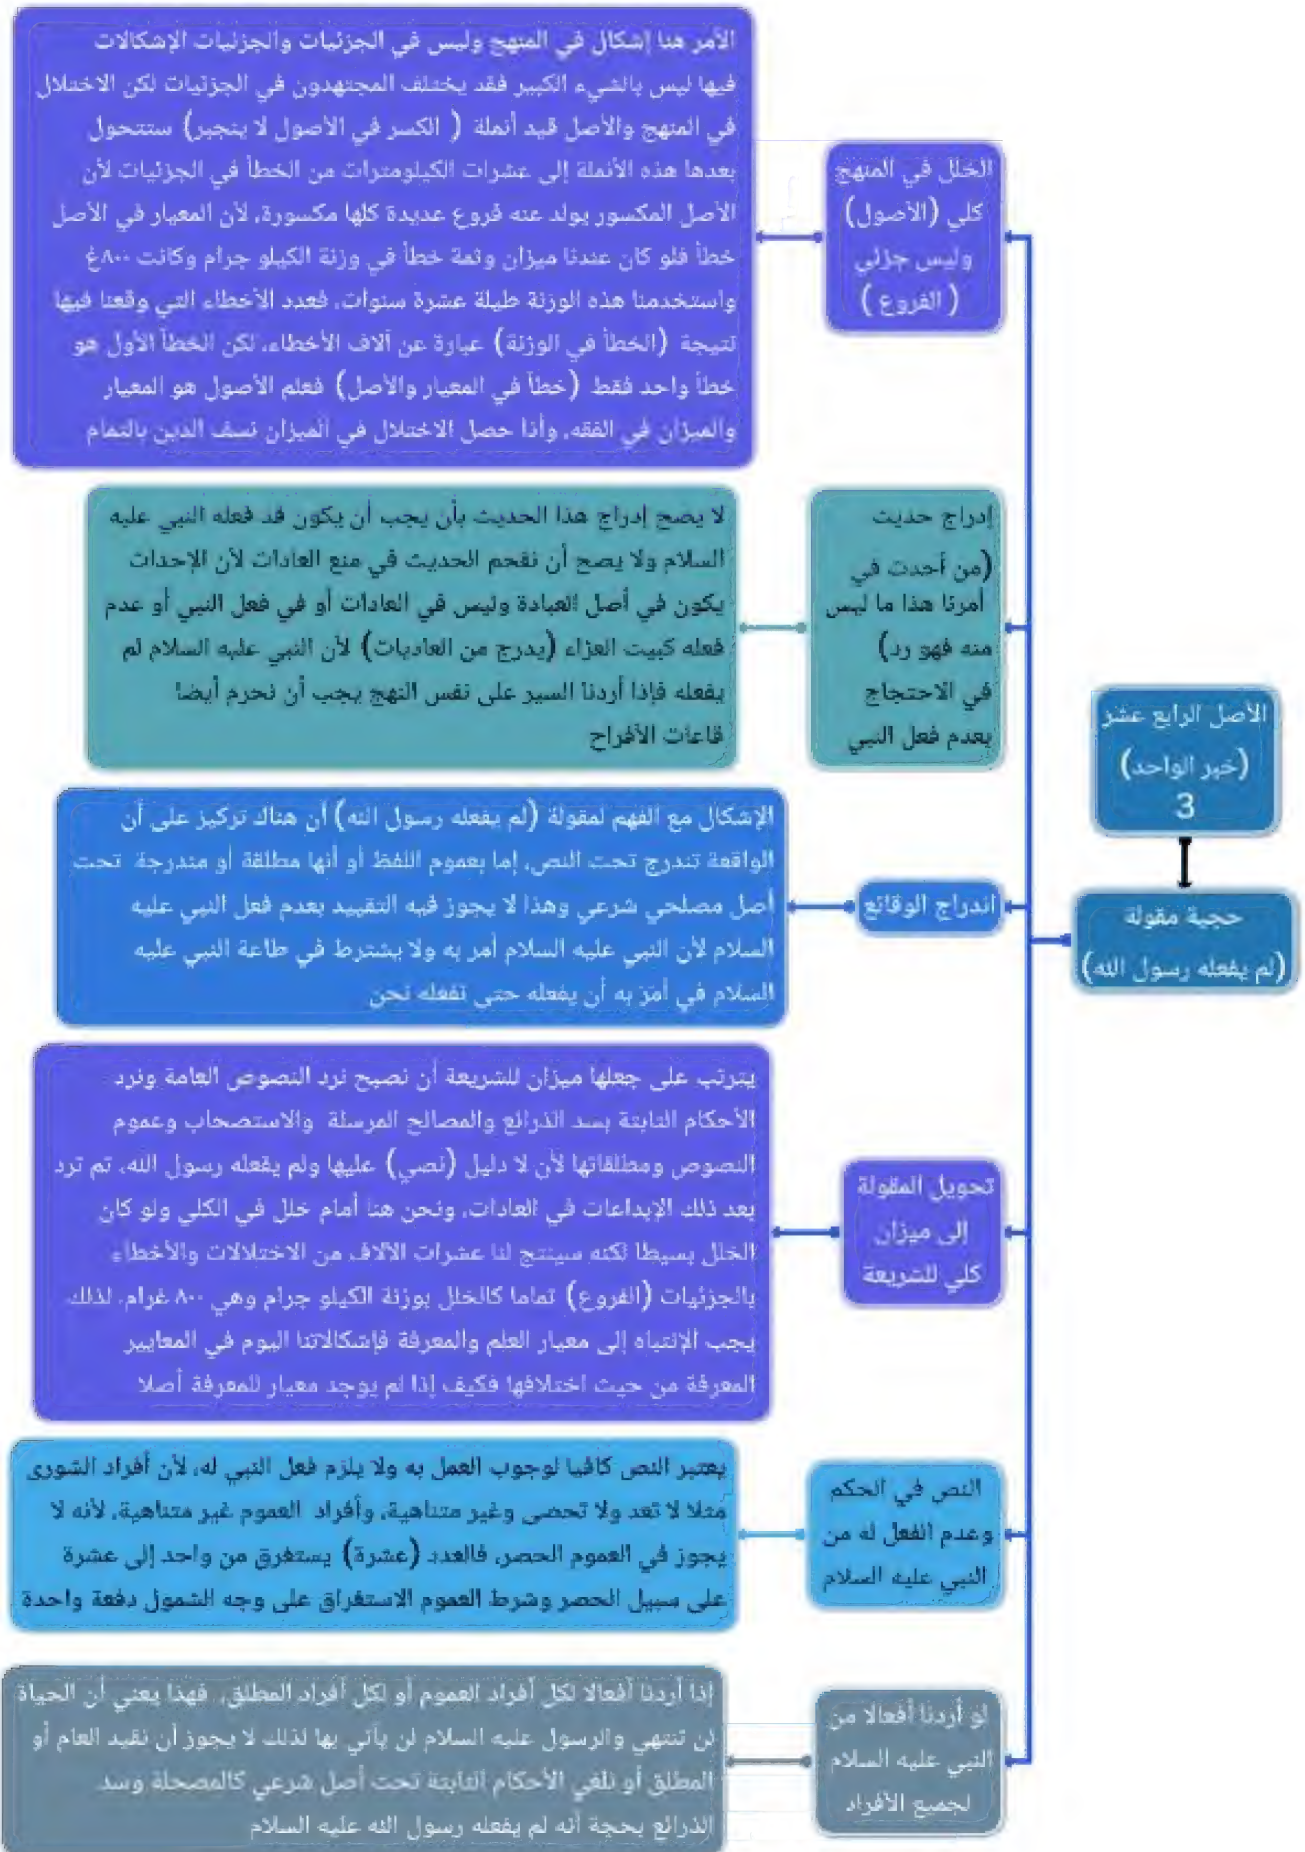 الأصل الرابع عشر
(خبر الواحد)
3
حجية مقولة
(لم يفعله رسول الله)
الخلل في المنهج
كلي (الأصول)
وليس جزئي
( الفروع )
الأمر هنا إشكال في المنهج وليس في الجزئيات والجزئيات الإشكالات
فيها ليس بالشيء الكبير فقد يختلف المجتهدون في الجزئيات لكن الاختلال
في المنهج والأصل قيد أنملة ( الكسر في الأصول لا ينجبر) ستتحول
بعدها هذه الأنملة إلى عشرات الكيلومترات من الخطأ في الجزئيات لأن
الأصل المكسور يولد عنه فروع عديدة كلها مكسورة، لأن المعيار في الأصل
خطأ فلو كان عندنا ميزان وثمة خطأ في وزنة الكيلو جرام وكانت ٨٠٠غ
واستخدمنا هذه الوزنة طيلة عشرة سنوات، فعدد الأخطاء التي وقعنا فيها
نتيجة (الخطأ في الوزنة) عبارة عن آلاف الأخطاء، لكن الخطأ الأول هو
خطأ واحد فقط (خطأ في المعيار والأصل) فعلم الأصول هو المعيار
والميزان في الفقه، وأذا حصل الاختلال في الميزان نسف الدين بالتمام
إدراج حديث
(من أحدث في
أمرنا هذا ما ليس
منه فهو رد)
في الاحتجاج
بعدم فعل النبي
لا يصح إدراج هذا الحديث بأن يجب أن يكون قد فعله النبي عليه
السلام ولا يصح أن نقحم الحديث في منع العادات لأن الإحداث
يكون في أصل العبادة وليس في العادات أو في فعل النبي أو عدم
فعله كبيت العزاء (يدرج من العاديات) لأن النبي عليه السلام لم
يفعله فإذا أردنا السير على نفس النهج يجب أن نحرم أيضا
قاعات الأفراح
اندراج الوقائع
الإشكال مع الفهم لمقولة (لم يفعله رسول الله) أن هناك تركيز على أن
الواقعة تندرج تحت النص، إما بعموم اللفظ أو أنها مطلقة أو مندرجة تحت
أصل مصلحي شرعي وهذا لا يجوز فيه التقييد بعدم فعل النبي عليه
السلام لأن النبي عليه السلام أمر به ولا يشترط في طاعة النبي عليه
السلام في أمَرَ به أن يفعله حتى نفعله نحن
تحويل المقولة
إلى ميزان
كلي للشريعة
يترتب على جعلها ميزان للشريعة أن نصبح نرد النصوص العامة ونرد
الأحكام الثابتة بسد الذرائع والمصالح المرسلة والاستصحاب وعموم
النصوص ومطلقاتها لأن لا دليل (نصي) عليها ولم يفعله رسول الله، ثم ترد
بعد ذلك الإبداعات في العادات، ونحن هنا أمام خلل في الكلي ولو كان
الخلل بسيطا لكنه سينتج لنا عشرات الآلاف من الاختلالات والأخطاء
بالجزئيات (الفروع) تماما كالخلل بوزنة الكيلو جرام وهي ٨٠٠ غرام، لذلك
يجب الإنتباه إلى معيار العلم والمعرفة فإشكالاتنا اليوم في المعايير
المعرفة من حيث اختلافها فكيف إذا لم يوجد معيار للمعرفة أصلا
النص في الحكم
وعدم الفعل له من
النبي عليه السلام
يعتبر النص كافيا لوجوب العمل به ولا يلزم فعل النبي له، لأن أفراد الشورى
مثلا لا تعد ولا تحصى وغير متناهية، وأفراد العموم غير متناهية، لأنه لا
يجوز في العموم الحصر، فالعدد (عشرة) يستغرق من واحد إلى عشرة
على سبيل الحصر وشرط العموم الاستغراق على وجه الشمول دفعة واحدة
لو أردنا أفعالا من
النبي عليه السلام
لجميع الأفراد
إذا أردنا أفعالا لكل أفراد العموم أو لكل أفراد المطلق، فهذا يعني أن الحياة
لن تنتهي والرسول عليه السلام لن يأتي بها لذلك لا يجوز أن نقيد العام أو
المطلق أو نلغي الأحكام الثابتة تحت أصل شرعي كالمصحلة وسد
الذرائع بحجة أنه لم يفعله رسول الله عليه السلام